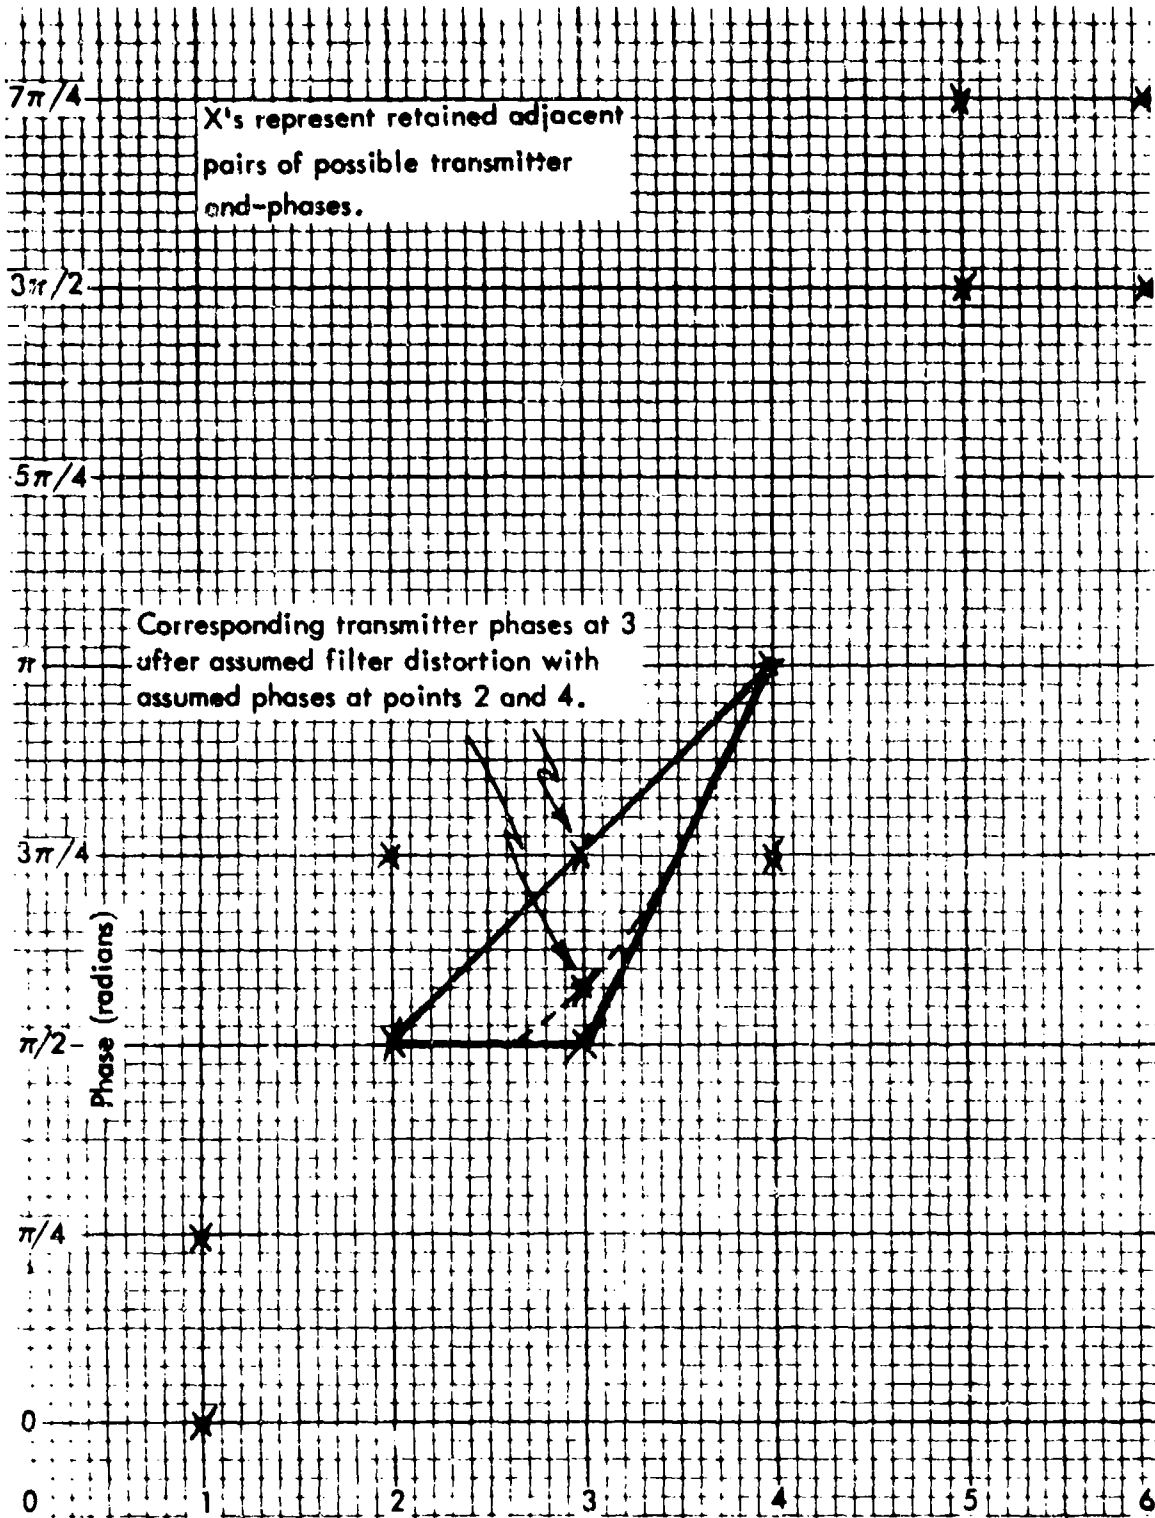 7π/4
X's represent retained adjacent
pairs of possible transmitter
and-phases.
3π/2
5π/4
Corresponding transmitter phases at 3
after assumed filter distortion with
assumed phases at points 2 and 4.
π
3π/4
Phase (radians)
π/2
π/4
0
0 1 2 3 4 5 6